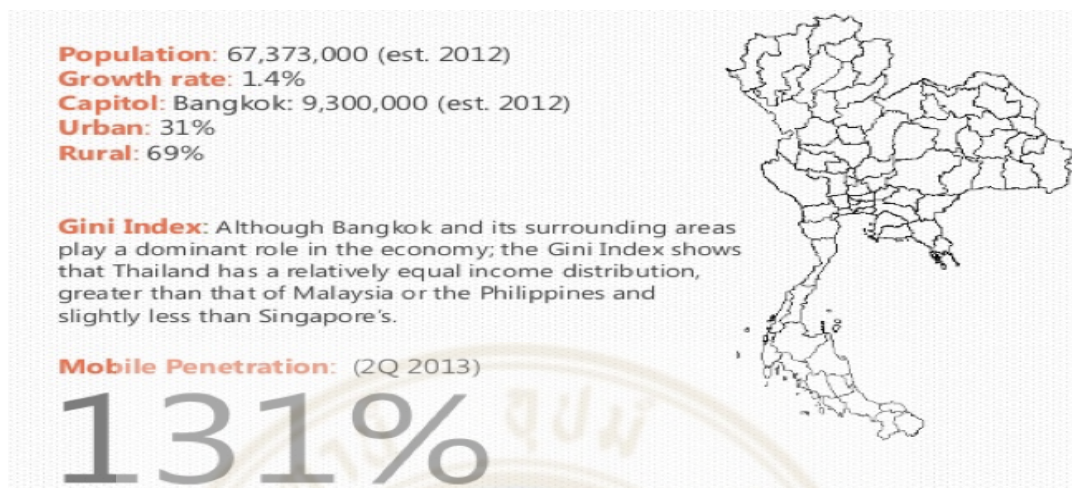 Population: 67,373,000 (est. 2012)
Growth rate: 1.4%
Capitol: Bangkok: 9,300,000 (est. 2012)
Urban: 31%
Rural: 69%
Gini Index: Although Bangkok and its surrounding areas
play a dominant role in the economy; the Gini Index shows
that Thailand has a relatively equal income distribution,
greater than that of Malaysia or the Philippines and
slightly less than Singapore's.
Mobile Penetration: (2Q 2013)
131%